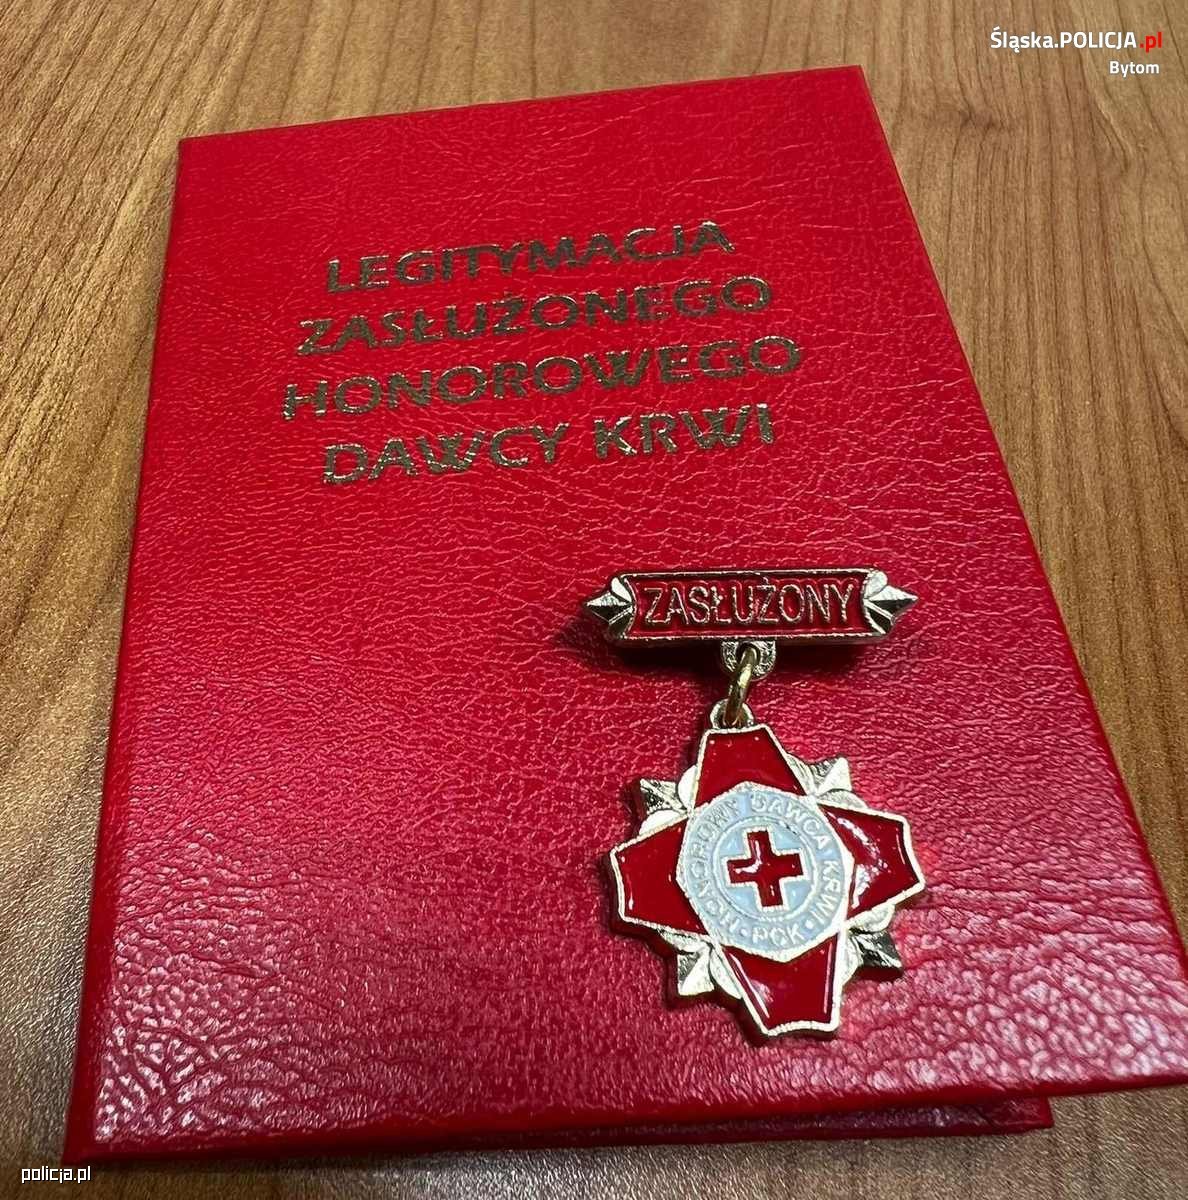 Śląska.POLICJA.pl
Bytom
LEGITYMACJA
ZASŁUŻONEGO
HONOROWEGO
DAWCY KRWI
ZASŁUŻONY
HONOROWY DAWCA KRWI · PCK ·
policja.pl